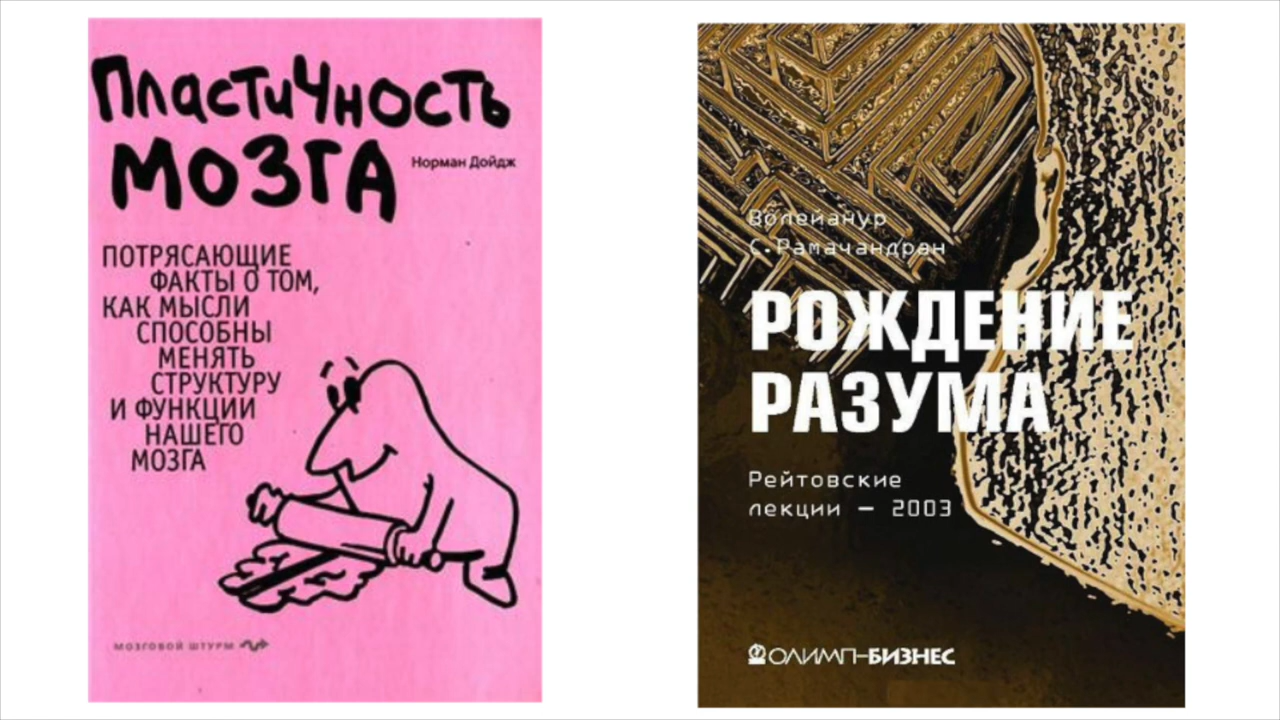 ПластиЧность
мозгА
Норман Дойдж
ПОТРЯСАЮЩИЕ
ФАКТЫ О ТОМ,
КАК МЫСЛИ
СПОСОБНЫ
МЕНЯТЬ
СТРУКТУРУ
И ФУНКЦИИ
НАШЕГО
МОЗГА
МОЗГОВОЙ ШТУРМ
Волейанур
С.Рамачандран
РОЖДЕНИЕ
РАЗУМА
Рейтовские
лекции – 2003
ОЛИМП–БИЗНЕС